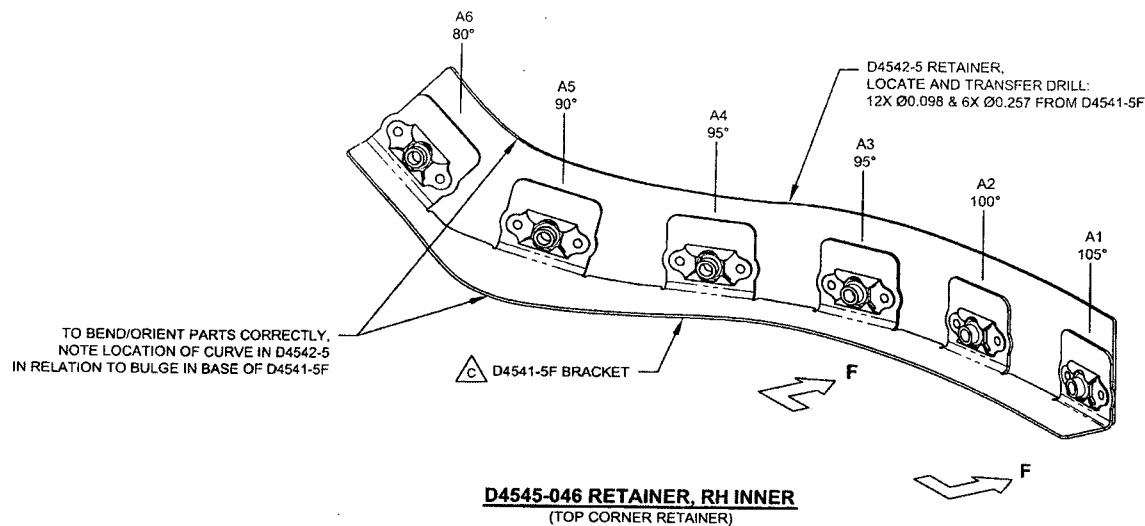 A6
80°
A5
90°
A4
95°
D4542-5 RETAINER,
LOCATE AND TRANSFER DRILL:
12X Ø0.098 & 6X Ø0.257 FROM D4541-5F
A3
95°
A2
100°
A1
105°
TO BEND/ORIENT PARTS CORRECTLY,
NOTE LOCATION OF CURVE IN D4542-5
IN RELATION TO BULGE IN BASE OF D4541-5F
C D4541-5F BRACKET
F
F
D4545-046 RETAINER, RH INNER
(TOP CORNER RETAINER)